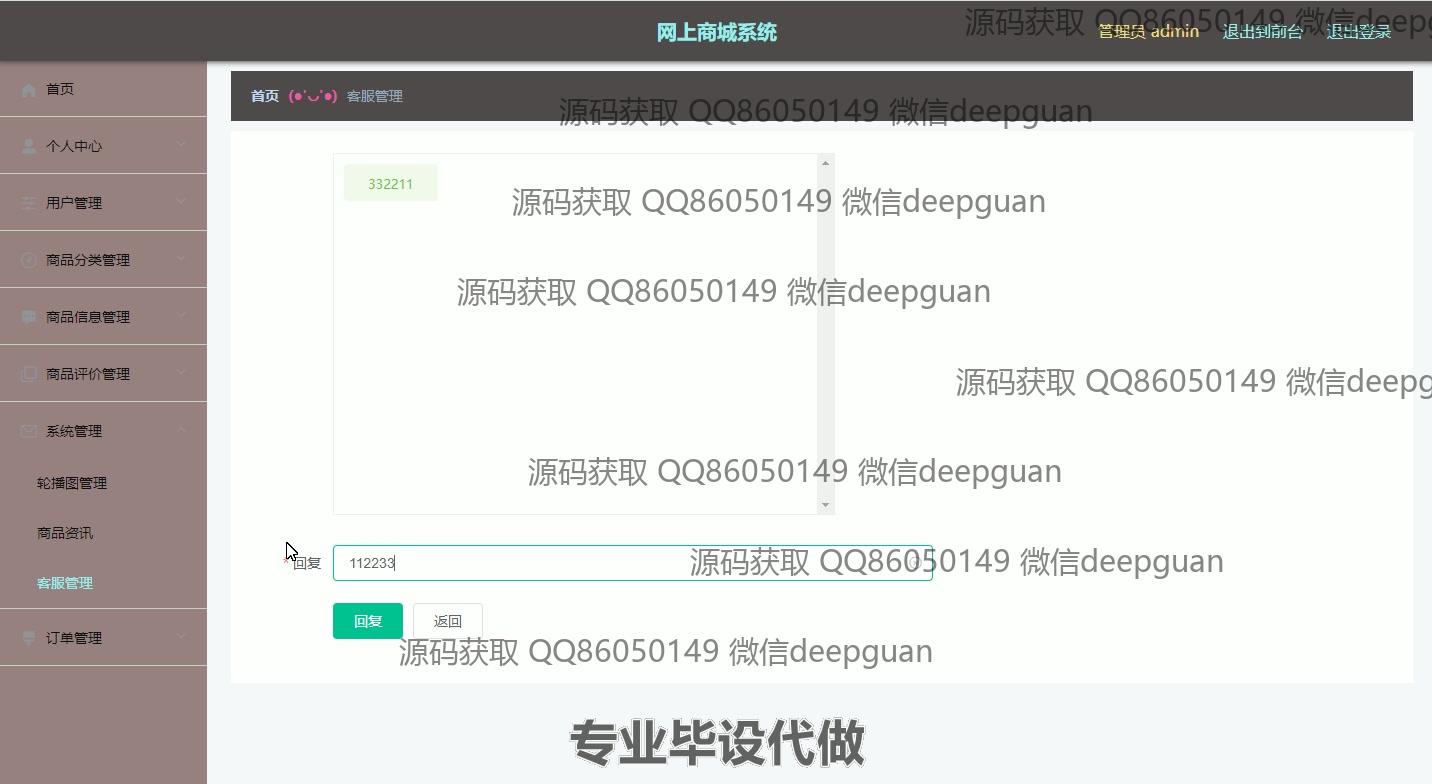 网上商城系统
源码获取 QQ86050149 微信deepg
管理员 admin
退出到前台
退出登录
首页
个人中心
用户管理
商品分类管理
商品信息管理
商品评价管理
系统管理
轮播图管理
商品资讯
客服管理
订单管理
首页 (●'◡'●) 客服管理
源码获取 QQ86050149 微信deepguan
332211
源码获取 QQ86050149 微信deepguan
源码获取 QQ86050149 微信deepguan
源码获取 QQ86050149 微信deepg
源码获取 QQ86050149 微信deepguan
* 回复
112233
源码获取 QQ86050149 微信deepguan
回复
返回
源码获取 QQ86050149 微信deepguan
专业毕设代做